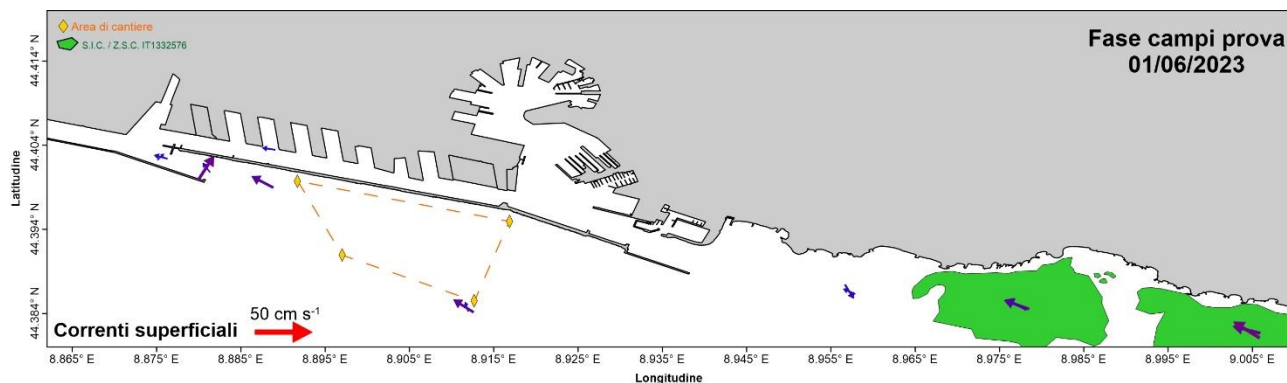 Area di cantiere
S.I.C. / Z.S.C. IT1332576
Fase campi prova
01/06/2023
44.414° N
44.404° N
44.394° N
44.384° N
Latitudine
50 cm s⁻¹
Correnti superficiali
8.865° E
8.875° E
8.885° E
8.895° E
8.905° E
8.915° E
8.925° E
8.935° E
8.945° E
8.955° E
8.965° E
8.975° E
8.985° E
8.995° E
9.005° E
Longitudine